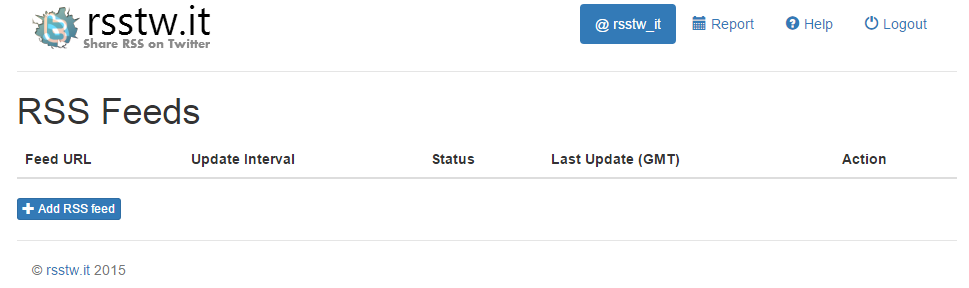 rsstw.it
Share RSS on Twitter
@ rsstw_it Report Help Logout
RSS Feeds
Feed URL Update Interval Status Last Update (GMT) Action
Add RSS feed
© rsstw.it 2015